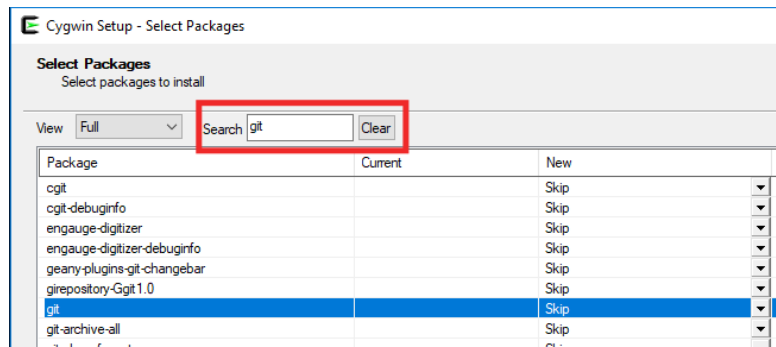 Cygwin Setup - Select Packages
Select Packages
Select packages to install
View Full Search git Clear
Package Current New
cgit Skip
cgit-debuginfo Skip
engauge-digitizer Skip
engauge-digitizer-debuginfo Skip
geany-plugins-git-changebar Skip
girepository-Ggit1.0 Skip
git Skip
git-archive-all Skip